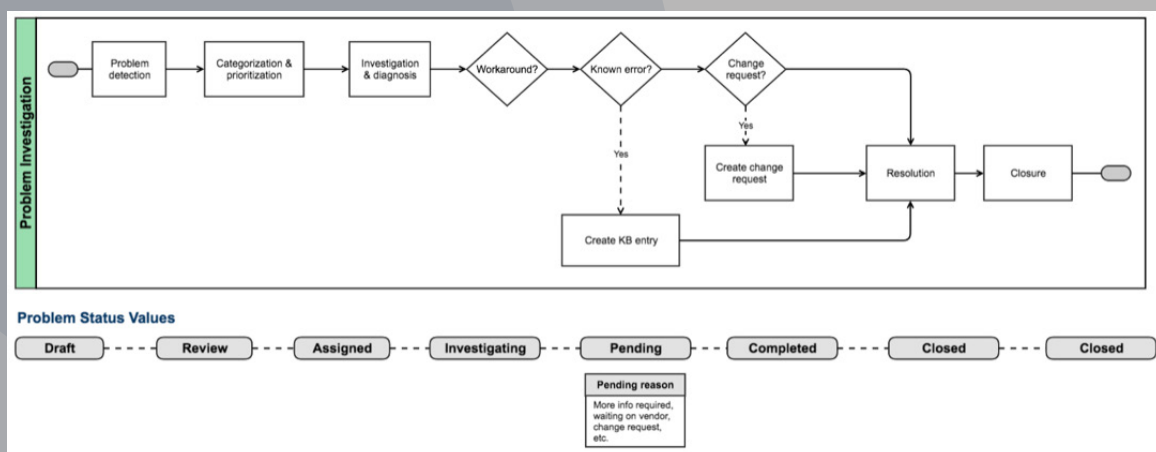 Problem Investigation
Problem
detection
Categorization &
prioritization
Investigation
& diagnosis
Workaround?
Known error?
Change
request?
Yes
Yes
Create change
request
Resolution
Closure
Create KB entry
Problem Status Values
Draft
Review
Assigned
Investigating
Pending
Completed
Closed
Closed
Pending reason
More info required,
waiting on vendor,
change request,
etc.